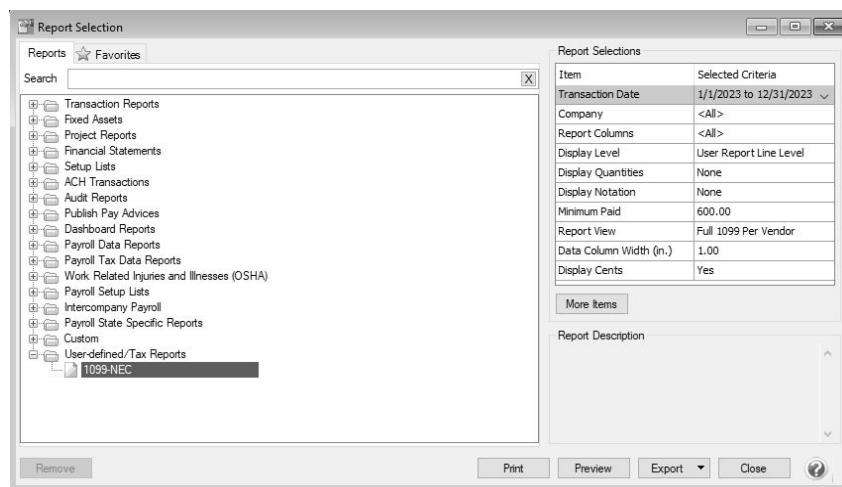 Report Selection
Reports Favorites
Search X
Transaction Reports
Fixed Assets
Project Reports
Financial Statements
Setup Lists
ACH Transactions
Audit Reports
Publish Pay Advices
Dashboard Reports
Payroll Data Reports
Payroll Tax Data Reports
Work Related Injuries and Illnesses (OSHA)
Payroll Setup Lists
Intercompany Payroll
Payroll State Specific Reports
Custom
User-defined/Tax Reports
1099-NEC
Report Selections
Item Selected Criteria
Transaction Date 1/1/2023 to 12/31/2023
Company <All>
Report Columns <All>
Display Level User Report Line Level
Display Quantities None
Display Notation None
Minimum Paid 600.00
Report View Full 1099 Per Vendor
Data Column Width (in.) 1.00
Display Cents Yes
More Items
Report Description
Remove Print Preview Export Close ?